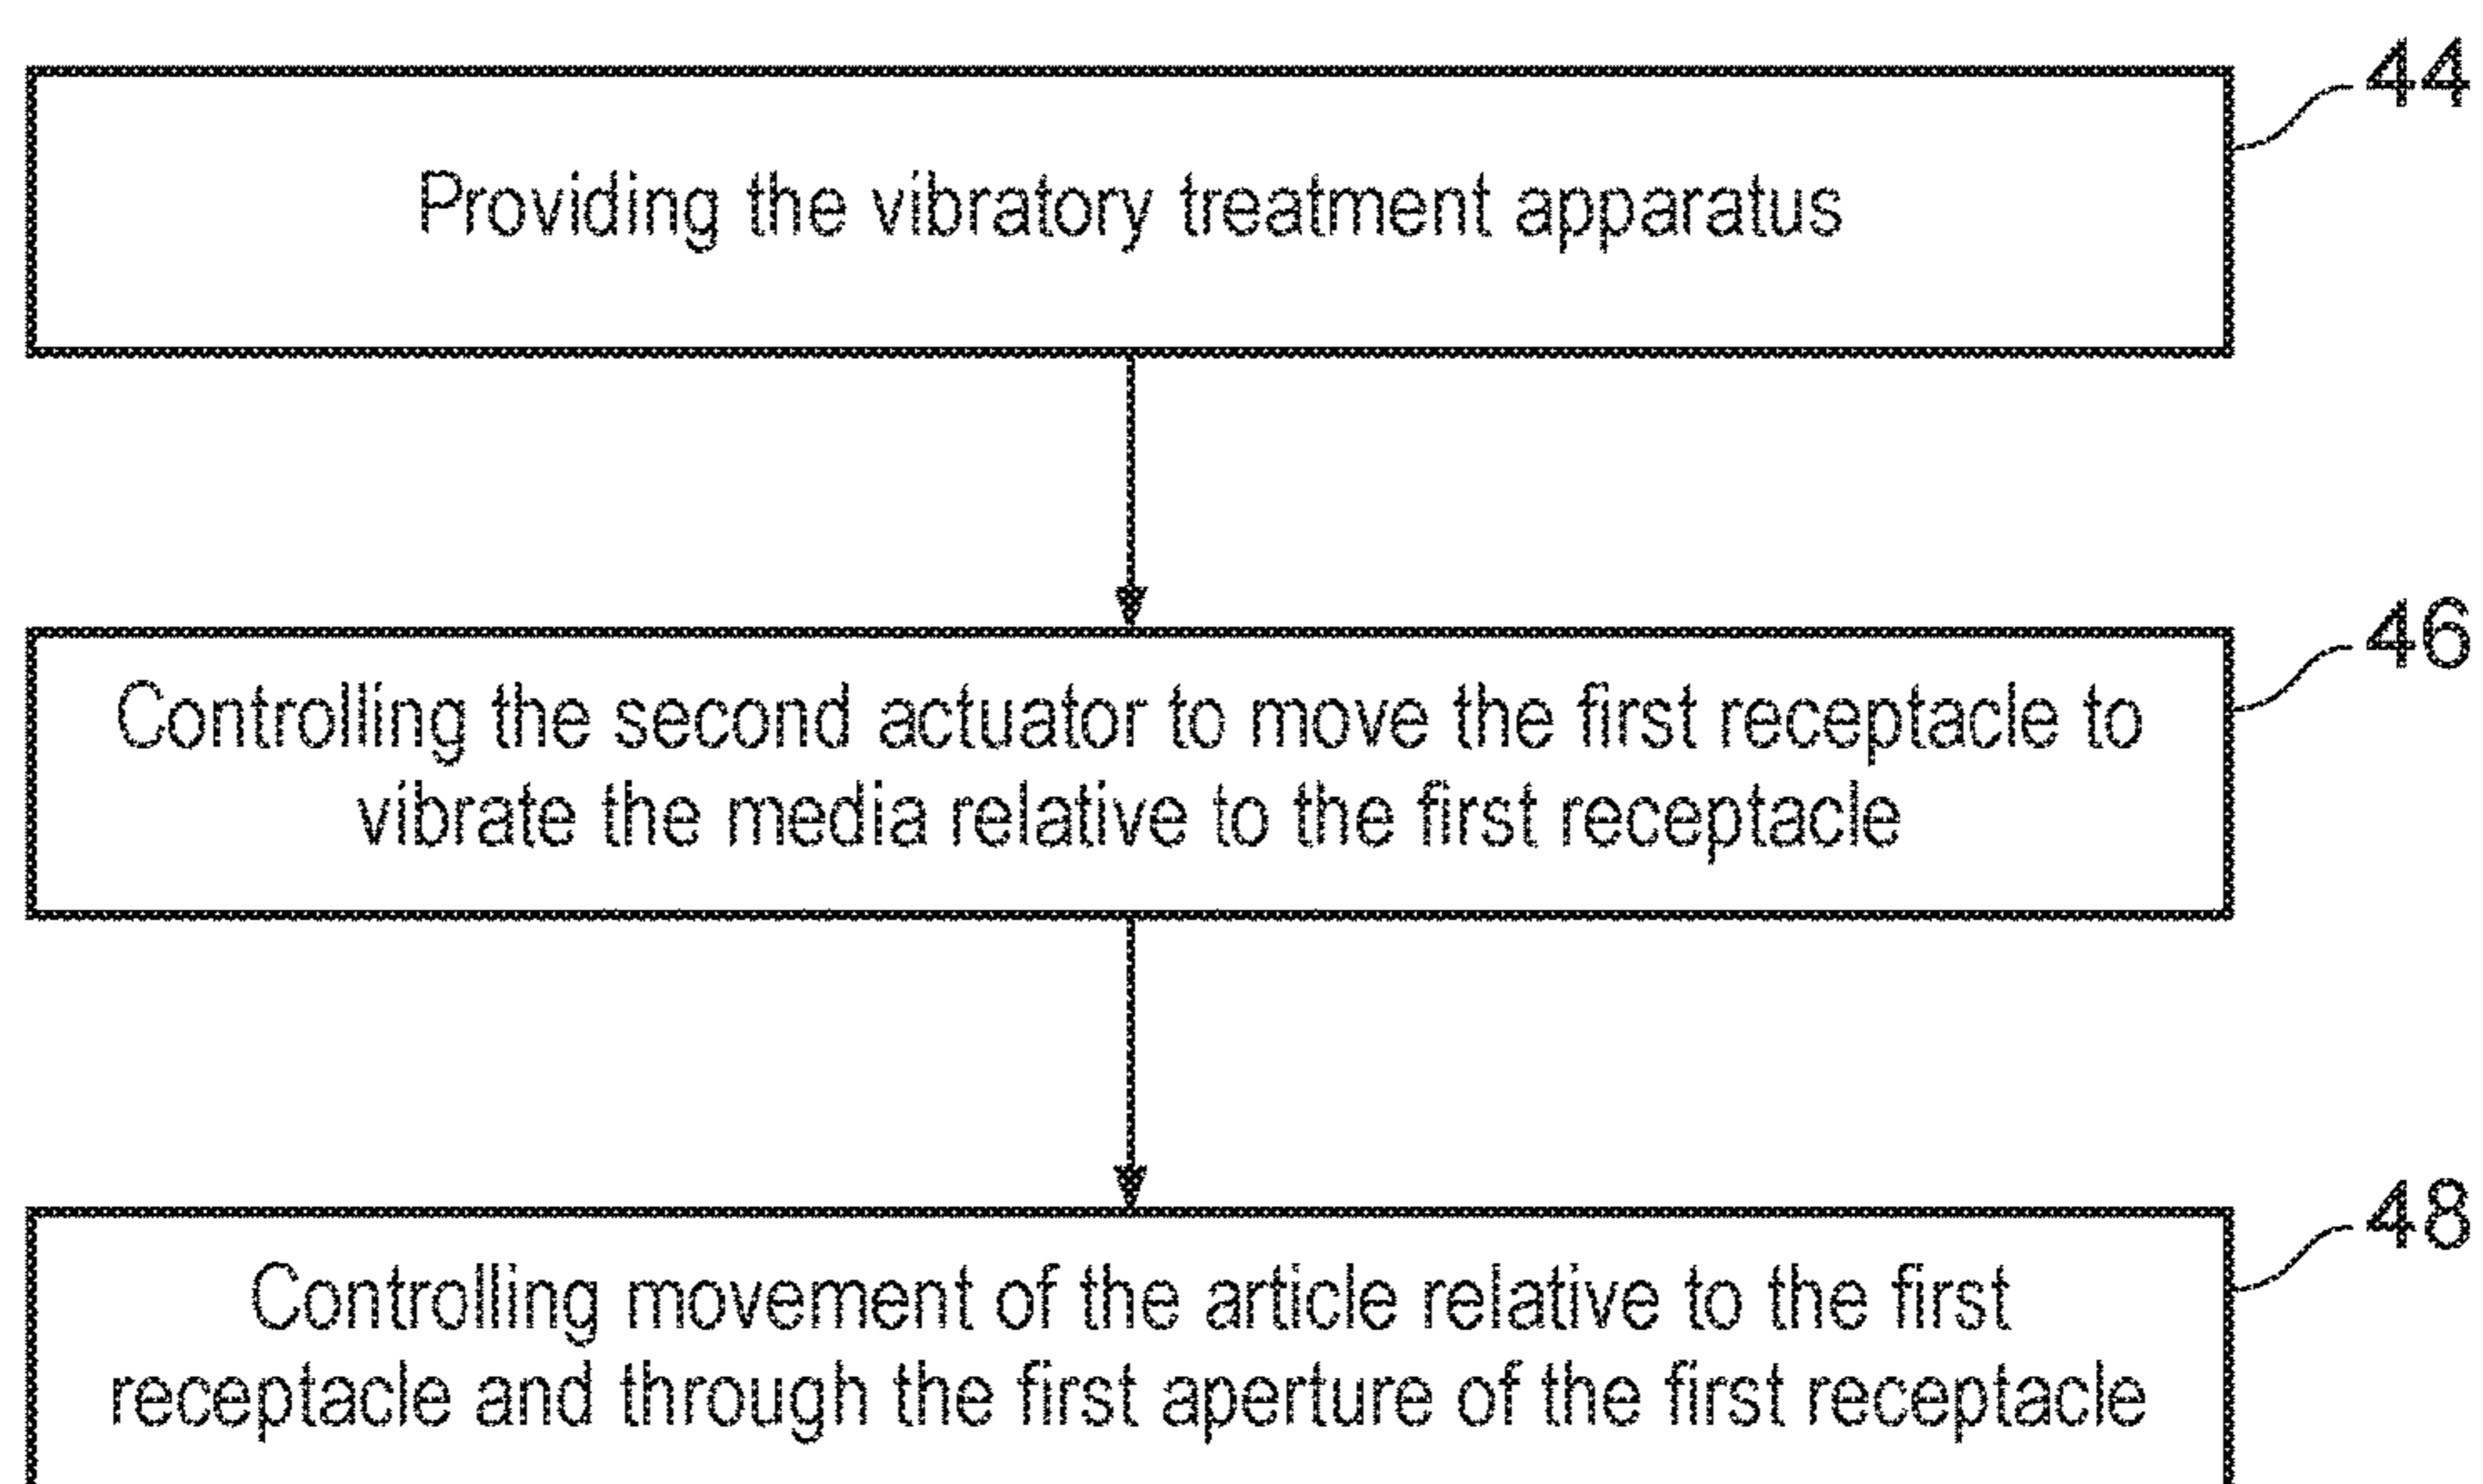 44
Providing the vibratory treatment apparatus
46
Controlling the second actuator to move the first receptacle to
vibrate the media relative to the first receptacle
48
Controlling movement of the article relative to the first
receptacle and through the first aperture of the first receptacle